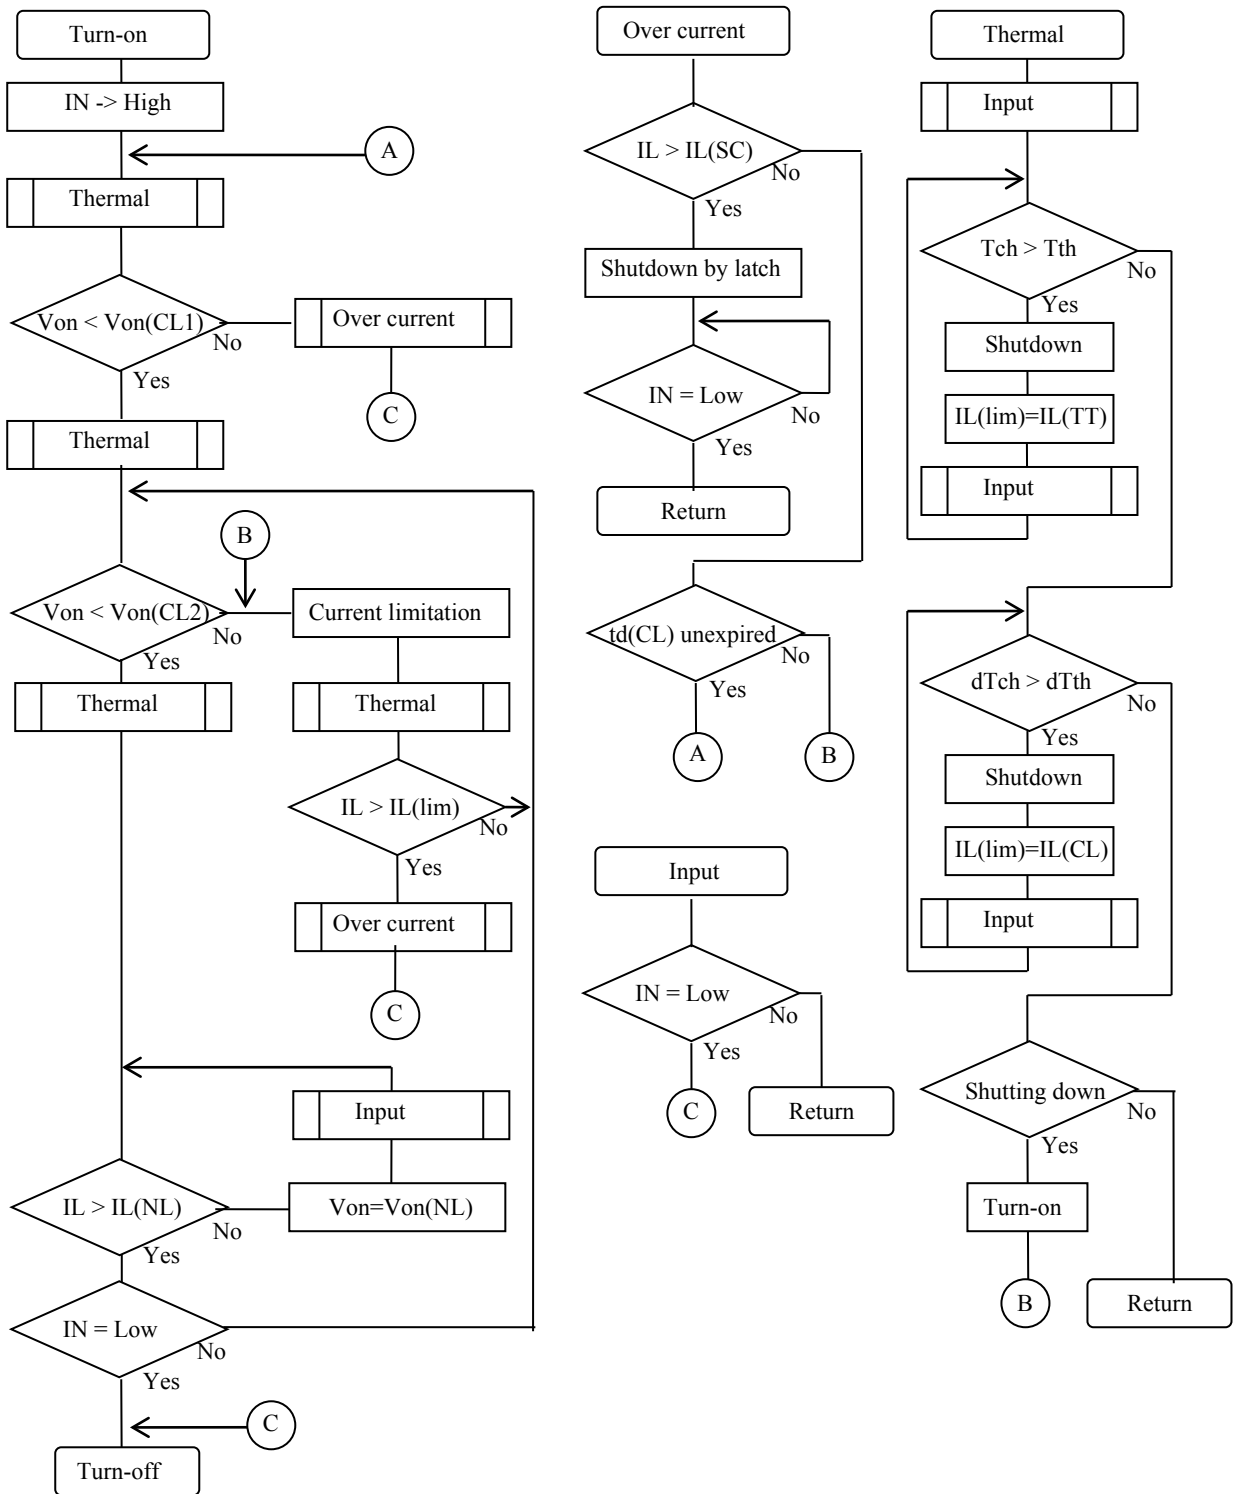 Turn-on
IN -> High
A
Thermal
Von < Von(CL1)
No
Yes
Over current
C
Thermal
B
Von < Von(CL2)
No
Yes
Current limitation
Thermal
Thermal
IL > IL(lim)
No
Yes
Over current
C
Input
Von=Von(NL)
IL > IL(NL)
No
Yes
IN = Low
No
Yes
C
Turn-off
Over current
IL > IL(SC)
No
Yes
Shutdown by latch
IN = Low
No
Yes
Return
td(CL) unexpired
No
Yes
A
B
Input
IN = Low
No
Yes
C
Return
Thermal
Input
Tch > Tth
No
Yes
Shutdown
IL(lim)=IL(TT)
Input
dTch > dTth
No
Yes
Shutdown
IL(lim)=IL(CL)
Input
Shutting down
No
Yes
Turn-on
B
Return